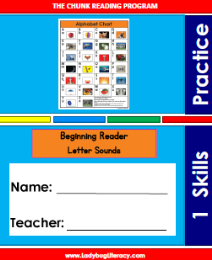 THE CHUNK READING PROGRAM
Alphabet Chart
Practice
Beginning Reader
Letter Sounds
Name:
Teacher:
1 Skills
www.LadybugLiteracy.com